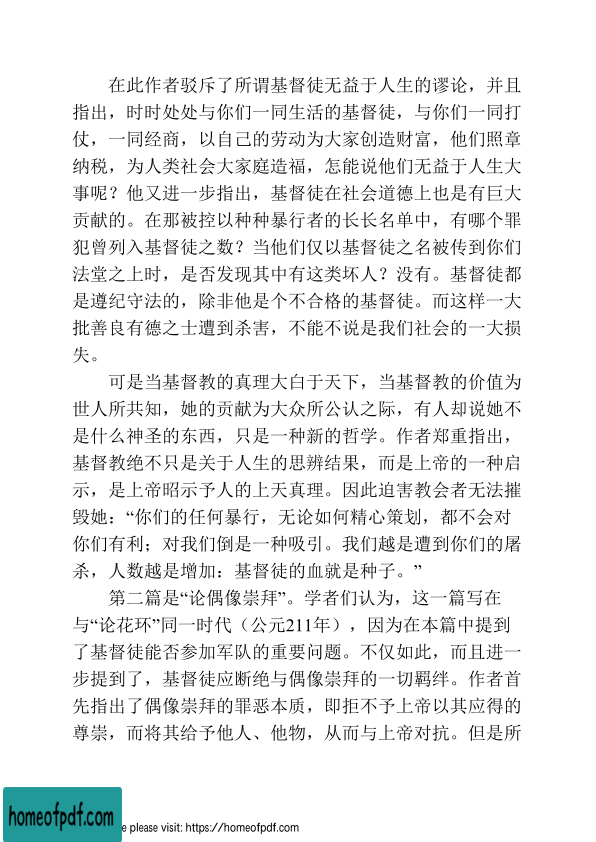 在此作者驳斥了所谓基督徒无益于人生的谬论，并且
指出，时时处处与你们一同生活的基督徒，与你们一同打
仗，一同经商，以自己的劳动为大家创造财富，他们照章
纳税，为人类社会大家庭造福，怎能说他们无益于人生大
事呢？他又进一步指出，基督徒在社会道德上也是有巨大
贡献的。在那被控以种种暴行者的长长名单中，有哪个罪
犯曾列入基督徒之数？当他们仅以基督徒之名被传到你们
法堂之上时，是否发现其中有这类坏人？没有。基督徒都
是遵纪守法的，除非他是个不合格的基督徒。而这样一大
批善良有德之士遭到杀害，不能不说是我们社会的一大损
失。
可是当基督教的真理大白于天下，当基督教的价值为
世人所共知，她的贡献为大众所公认之际，有人却说她不
是什么神圣的东西，只是一种新的哲学。作者郑重指出，
基督教绝不只是关于人生的思辨结果，而是上帝的一种启
示，是上帝昭示予人的上天真理。因此迫害教会者无法摧
毁她：“你们的任何暴行，无论如何精心策划，都不会对
你们有利；对我们倒是一种吸引。我们越是遭到你们的屠
杀，人数越是增加：基督徒的血就是种子。”
第二篇是“论偶像崇拜”。学者们认为，这一篇写在
与“论花环”同一时代（公元211年），因为在本篇中提到
了基督徒能否参加军队的重要问题。不仅如此，而且进一
步提到了，基督徒应断绝与偶像崇拜的一切羁绊。作者首
先指出了偶像崇拜的罪恶本质，即拒不予上帝以其应得的
尊崇，而将其给予他人、他物，从而与上帝对抗。但是所
homeofpdf.com
please visit: https://homeofpdf.com